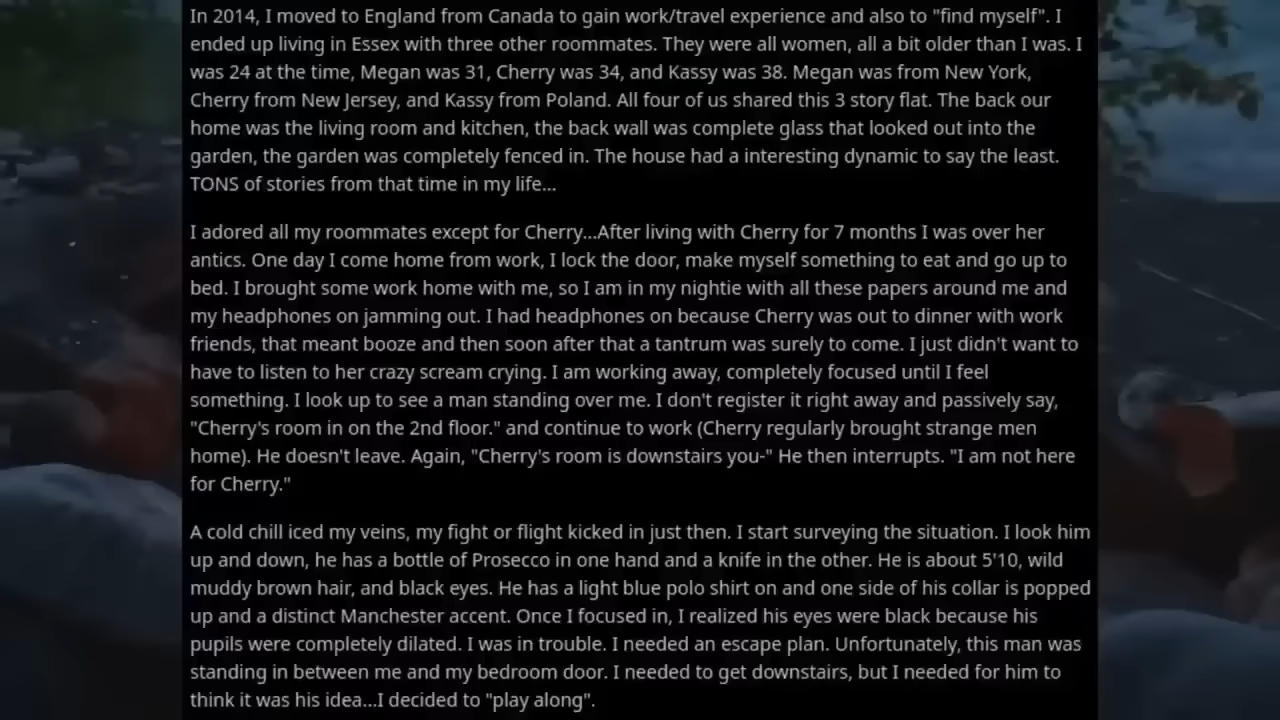 In 2014, I moved to England from Canada to gain work/travel experience and also to "find myself". I
ended up living in Essex with three other roommates. They were all women, all a bit older than I was. I
was 24 at the time, Megan was 31, Cherry was 34, and Kassy was 38. Megan was from New York,
Cherry from New Jersey, and Kassy from Poland. All four of us shared this 3 story flat. The back our
home was the living room and kitchen, the back wall was complete glass that looked out into the
garden, the garden was completely fenced in. The house had a interesting dynamic to say the least.
TONS of stories from that time in my life...
I adored all my roommates except for Cherry...After living with Cherry for 7 months I was over her
antics. One day I come home from work, I lock the door, make myself something to eat and go up to
bed. I brought some work home with me, so I am in my nightie with all these papers around me and
my headphones on jamming out. I had headphones on because Cherry was out to dinner with work
friends, that meant booze and then soon after that a tantrum was surely to come. I just didn't want to
have to listen to her crazy scream crying. I am working away, completely focused until I feel
something. I look up to see a man standing over me. I don't register it right away and passively say,
"Cherry's room in on the 2nd floor." and continue to work (Cherry regularly brought strange men
home). He doesn't leave. Again, "Cherry's room is downstairs you-" He then interrupts. "I am not here
for Cherry."
A cold chill iced my veins, my fight or flight kicked in just then. I start surveying the situation. I look him
up and down, he has a bottle of Prosecco in one hand and a knife in the other. He is about 5'10, wild
muddy brown hair, and black eyes. He has a light blue polo shirt on and one side of his collar is popped
up and a distinct Manchester accent. Once I focused in, I realized his eyes were black because his
pupils were completely dilated. I was in trouble. I needed an escape plan. Unfortunately, this man was
standing in between me and my bedroom door. I needed to get downstairs, but I needed for him to
think it was his idea...I decided to "play along".